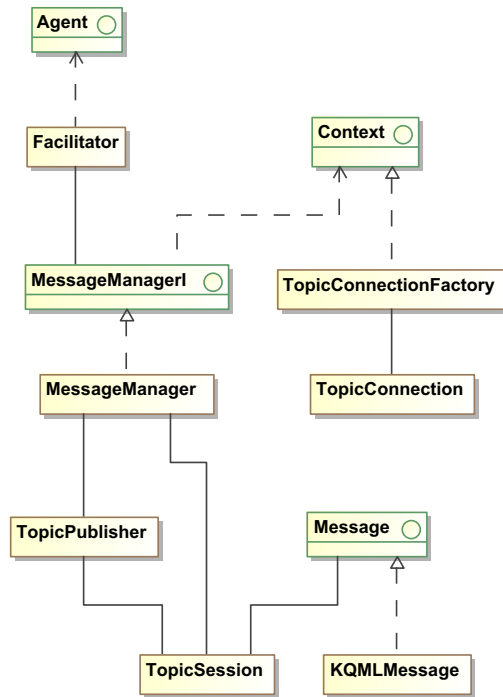 Agent
Facilitator
Context
MessageManagerI
TopicConnectionFactory
MessageManager
TopicConnection
TopicPublisher
Message
TopicSession
KQMLMessage